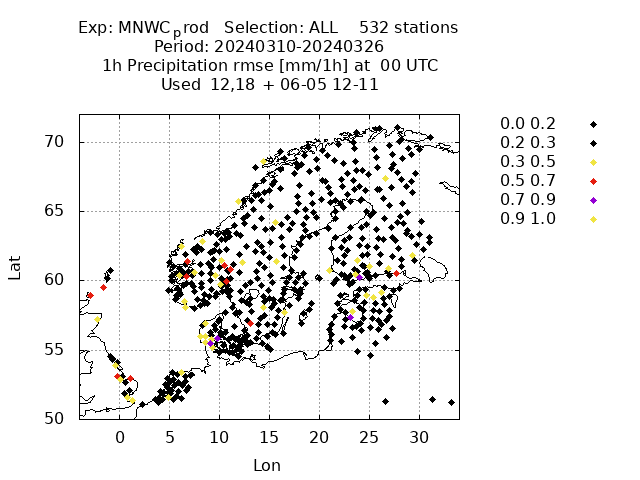 Exp: MNWC_prod   Selection: ALL    532 stations
Period: 20240310-20240326
1h Precipitation rmse [mm/1h] at  00 UTC
Used  12,18 + 06-05 12-11
0.0 0.2
0.2 0.3
0.3 0.5
0.5 0.7
0.7 0.9
0.9 1.0
70
65
60
55
50
Lat
0 5 10 15 20 25 30
Lon